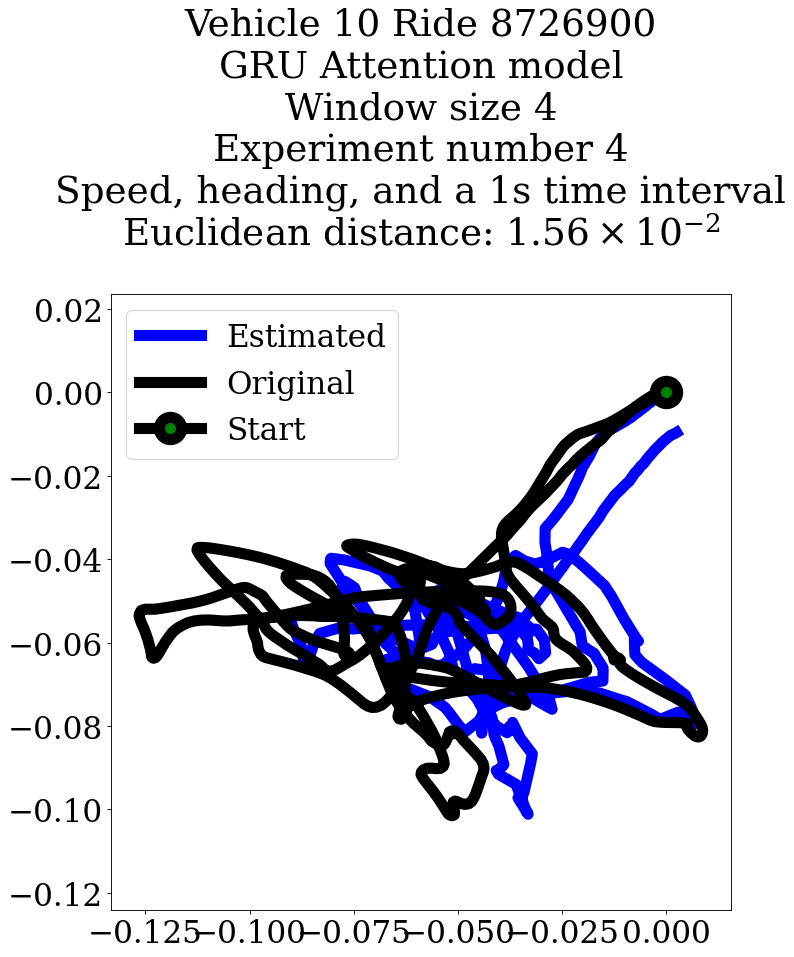 Vehicle 10 Ride 8726900
GRU Attention model
Window size 4
Experiment number 4
Speed, heading, and a 1s time interval
Euclidean distance: 1.56 × 10⁻²
Estimated
Original
Start
0.02
0.00
−0.02
−0.04
−0.06
−0.08
−0.10
−0.12
−0.125 −0.100 −0.075 −0.050 −0.025 0.000